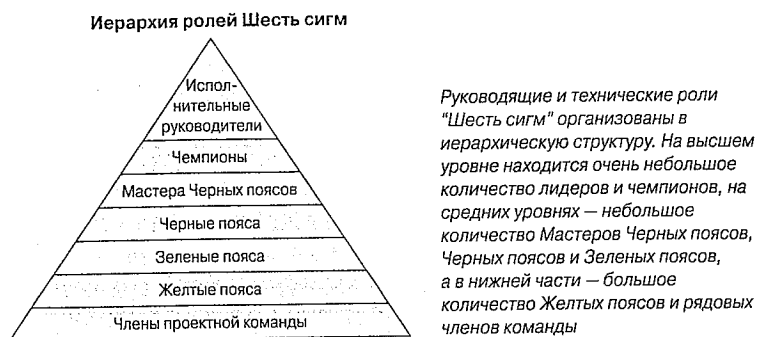 Иерархия ролей Шесть сигм
Испол-
нительные
руководители
Чемпионы
Мастера Черных поясов
Черные пояса
Зеленые пояса
Желтые пояса
Члены проектной команды
Руководящие и технические роли
"Шесть сигм" организованы в
иерархическую структуру. На высшем
уровне находится очень небольшое
количество лидеров и чемпионов, на
средних уровнях — небольшое
количество Мастеров Черных поясов,
Черных поясов и Зеленых поясов,
а в нижней части — большое
количество Желтых поясов и рядовых
членов команды